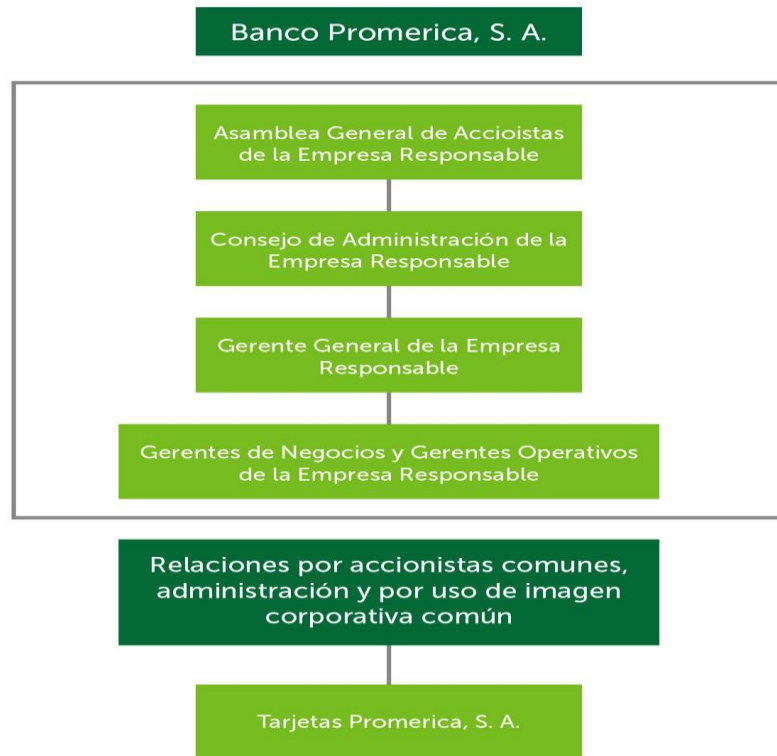 Banco Promerica, S. A.
Asamblea General de Accioistas
de la Empresa Responsable
Consejo de Administración de la
Empresa Responsable
Gerente General de la Empresa
Responsable
Gerentes de Negocios y Gerentes Operativos
de la Empresa Responsable
Relaciones por accionistas comunes,
administración y por uso de imagen
corporativa común
Tarjetas Promerica, S. A.